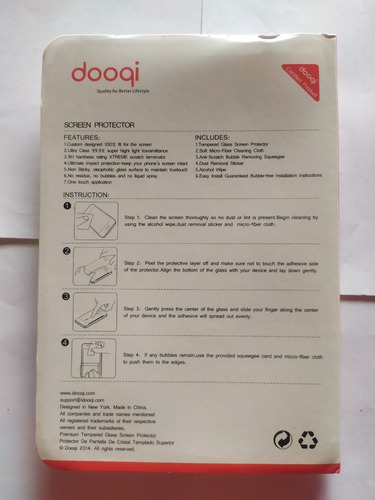 dooqi
Quality for Better Lifestyle
dooqi
Certified Product
SCREEN PROTECTOR
FEATURES:
1.Custom designed 100% fit for the screen
2.Ultra Clear 99.9% super hight light transmittance
3.9H hardness rating XTREME scratch terminator
4.Ultimate impact protection-keep your phone's screen intact
5.Non Sticky, oleophobic glass surface to maintain truetouch
6.No residue, no bubbles and no liquid spray
7.One touch application
INCLUDES:
1.Tempered Glass Screen Protector
2.Soft Micro-Fiber Cleaning Cloth
3.Anti-Scratch Bubble Removing Squeegee
4.Dust Removal Sticker
5.Alcohol Wipe
6.Easy Install Guaranteed Bubble-free Installation Instructions
INSTRUCTION:
1
Step 1: Clean the screen thoroughly so no dust or lint is present.Begin cleaning by
using the alcohol wipe,dust removal sticker and micro-fiber cloth.
2
Step 2: Peel the protective layer off and make sure not to touch the adhesive side
of the protector.Align the bottom of the glass with your device and lay down gently.
3
Step 3: Gently press the center of the glass and slide your finger along the center
of your device and the adhesive will spread out evenly.
4
Step 4: If any bubbles remain,use the provided squeegee card and micro-fiber cloth
to push them to the edges.
www.idooqi.com
support@idooqi.com
Designed in New York. Made in China.
All companies and trade names mentioned
All registered trademarks of their respective
owners and their subsidiaries.
Premium Tempered Glass Screen Protector
Protector De Pantalla De Cristal Templado Superior
© Dooqi 2014. All rights reserved.